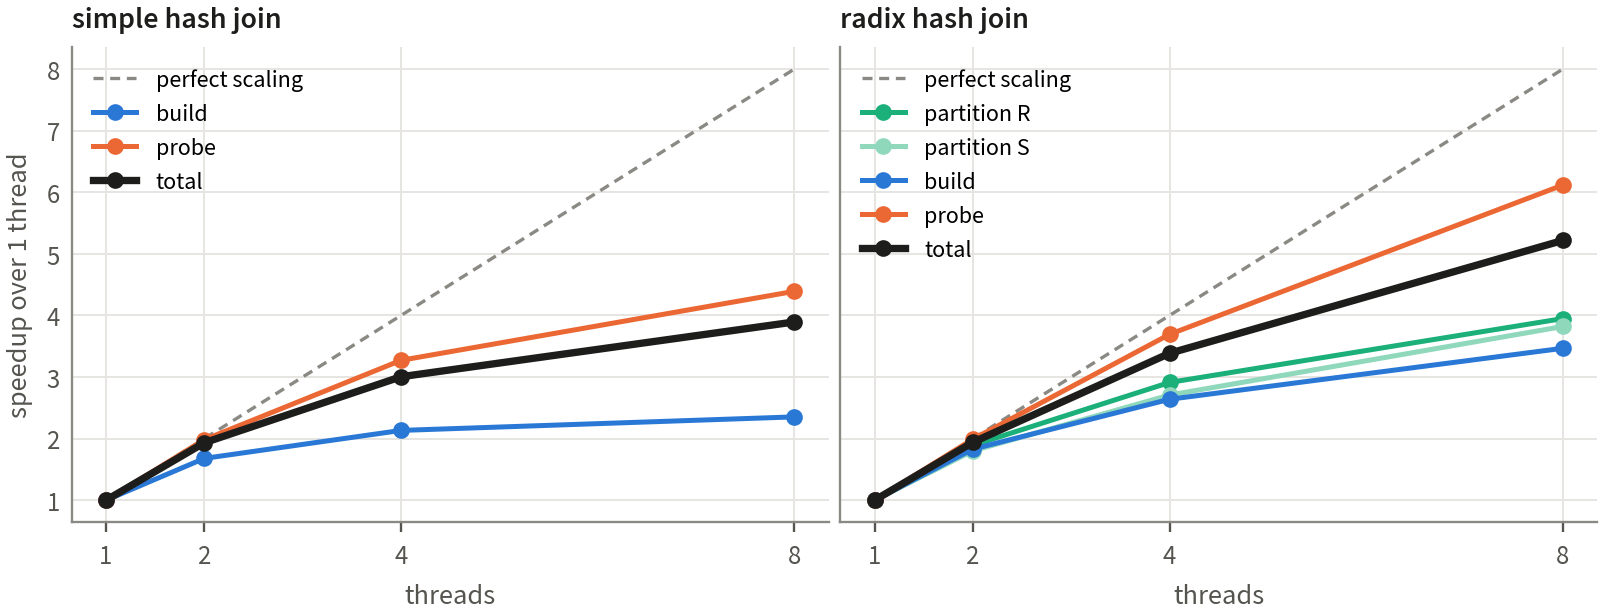 simple hash join
perfect scaling
build
probe
total
speedup over 1 thread
8
7
6
5
4
3
2
1
1
2
4
8
threads
radix hash join
perfect scaling
partition R
partition S
build
probe
total
1
2
4
8
threads